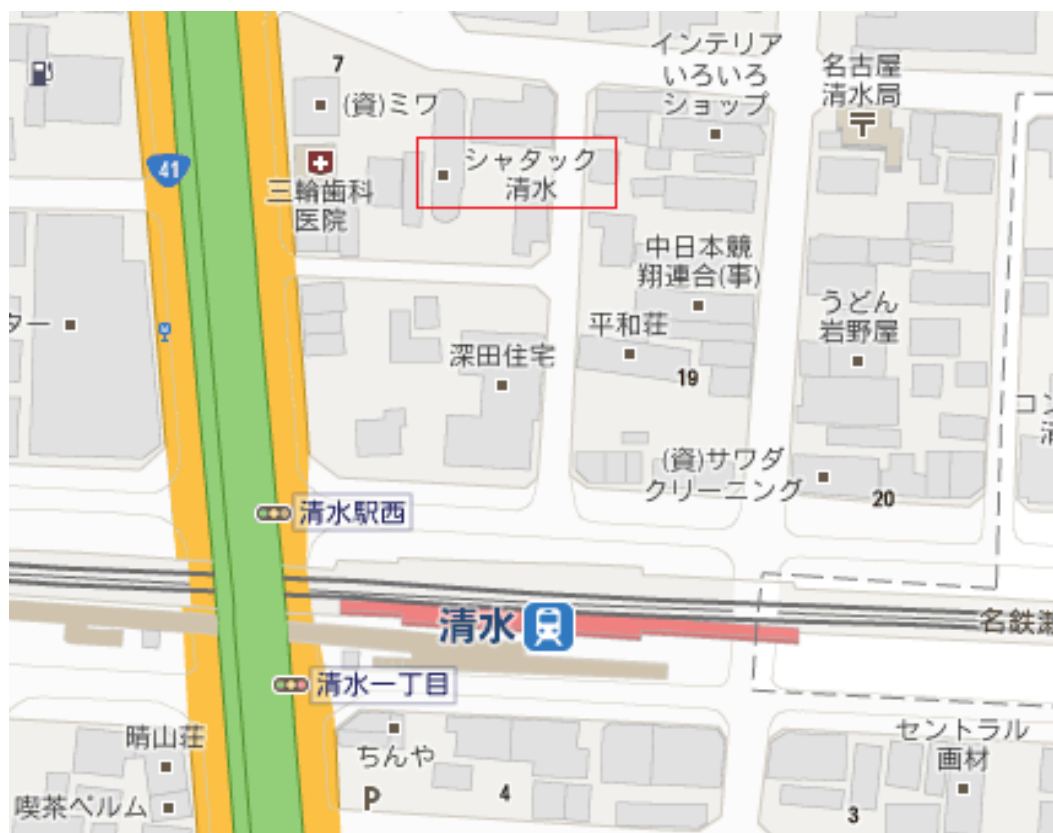 7
(資)ミワ
インテリア
いろいろ
ショップ
名古屋
清水局
41
三輪歯科
医院
シャタック
清水
中日本競
翔連合(事)
うどん
岩野屋
ター
平和荘
深田住宅
19
コン
(資)サワダ
クリーニング
20
清水駅西
清水
名鉄瀬
清水一丁目
晴山荘
ちんや
セントラル
画材
喫茶ベルム
P
4
3